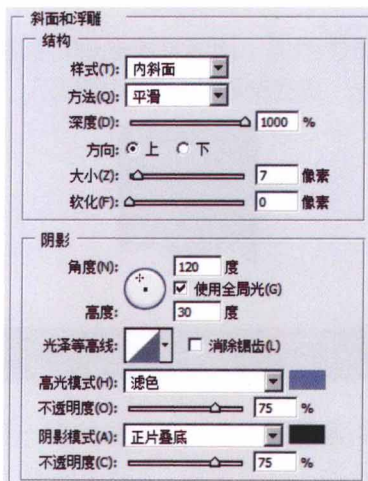 斜面和浮雕
结构
样式(T): 内斜面
方法(Q): 平滑
深度(D): 1000 %
方向: 上 下
大小(Z): 7 像素
软化(F): 0 像素
阴影
角度(N): 120 度
使用全局光(G)
高度: 30 度
光泽等高线: 消除锯齿(L)
高光模式(H): 滤色
不透明度(O): 75 %
阴影模式(A): 正片叠底
不透明度(C): 75 %